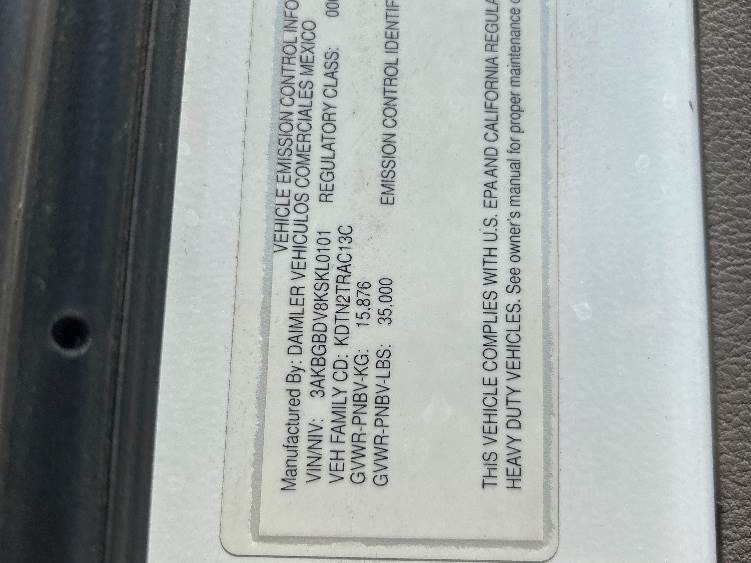 VEHICLE EMISSION CONTROL INFO
Manufactured By: DAIMLER VEHICULOS COMERCIALES MEXICO
VIN/NIV: 3AKBGBDV8KSKL0101 REGULATORY CLASS:
VEH FAMILY CD: KDTN2TRAC13C
GVWR-PNBV-KG: 15,876
GVWR-PNBV-LBS: 35,000 EMISSION CONTROL IDENTIF
THIS VEHICLE COMPLIES WITH U.S. EPA AND CALIFORNIA REGULA
HEAVY DUTY VEHICLES. See owner's manual for proper maintenance